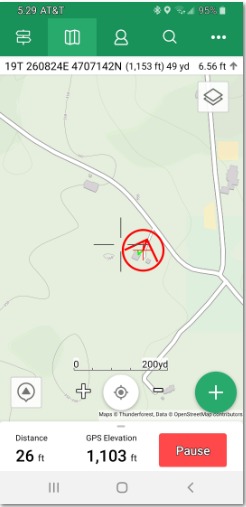 5:29 AT&T 95%
19T 260824E 4707142N (1,153 ft) 49 yd 6.56 ft ↑
0 200yd
Maps © Thunderforest, Data © OpenStreetMap contributors
Distance GPS Elevation
26 ft 1,103 ft Pause